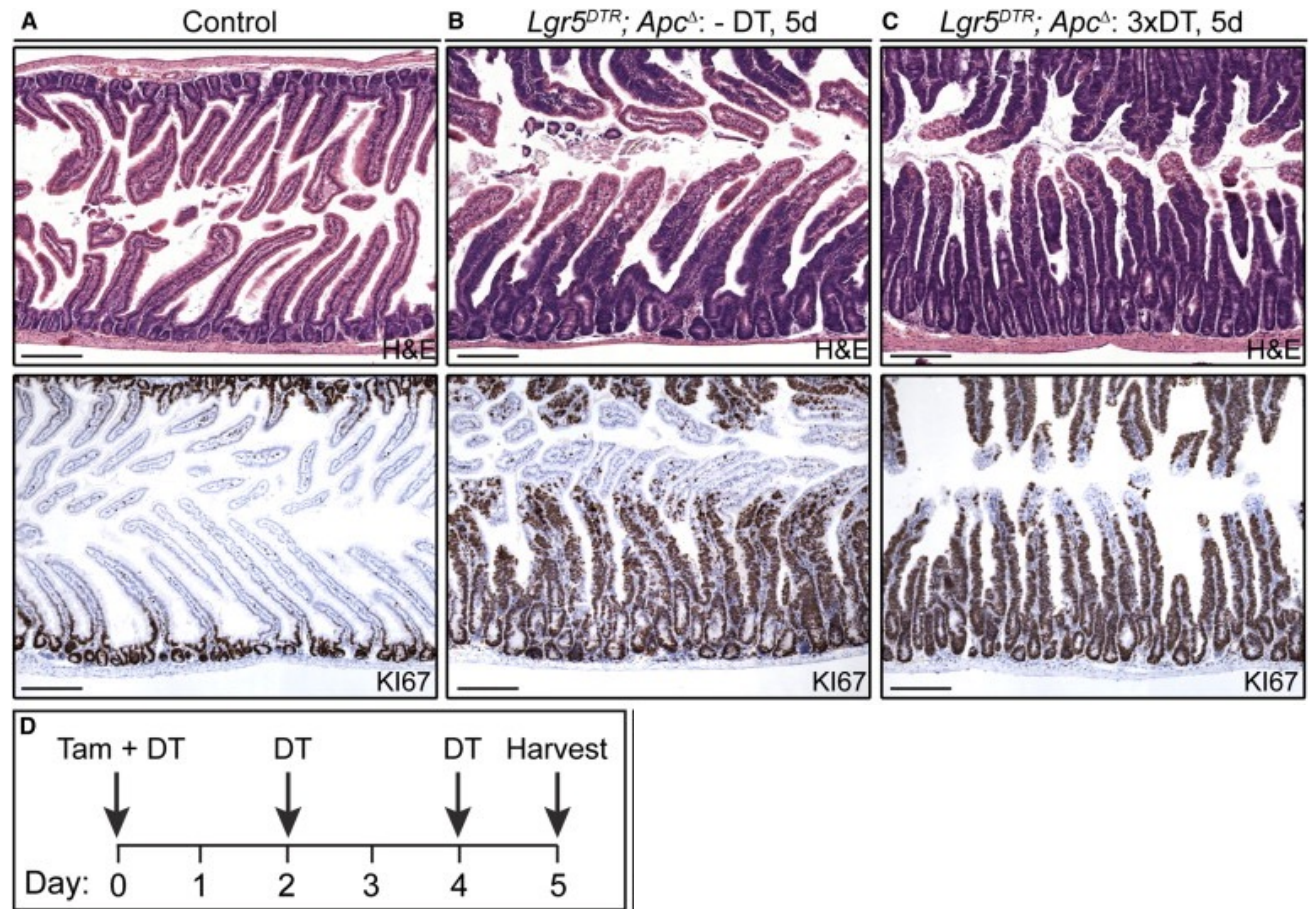 A Control
B Lgr5DTR; ApcΔ: - DT, 5d
C Lgr5DTR; ApcΔ: 3xDT, 5d
H&E
H&E
H&E
KI67
KI67
KI67
D
Tam + DT DT DT Harvest
Day: 0 1 2 3 4 5